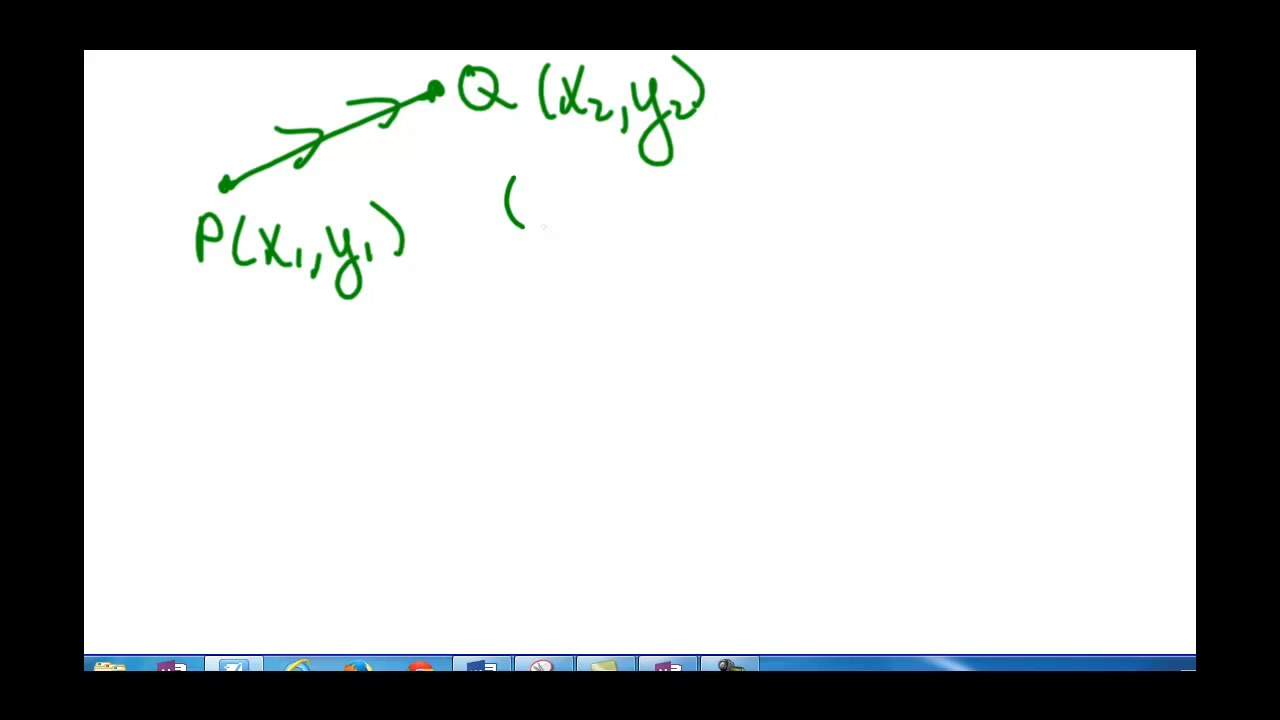 Q (x₂, y₂)
(
P(x₁, y₁)